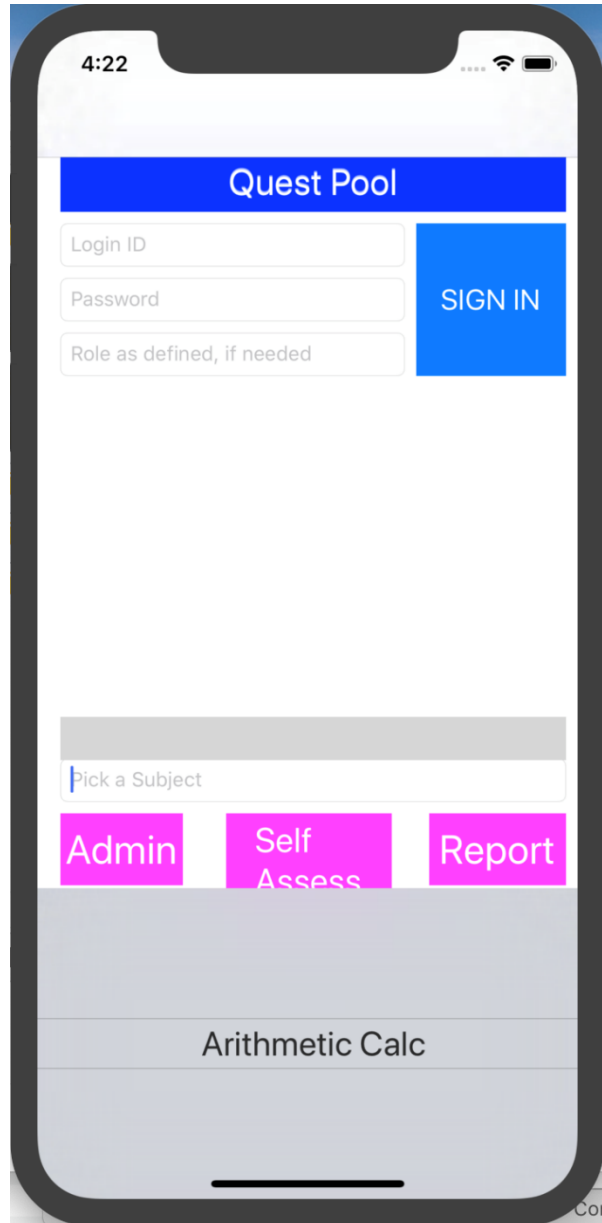 4:22
Quest Pool
Login ID
Password
SIGN IN
Role as defined, if needed
Pick a Subject
Admin
Self
Assess
Report
Arithmetic Calc